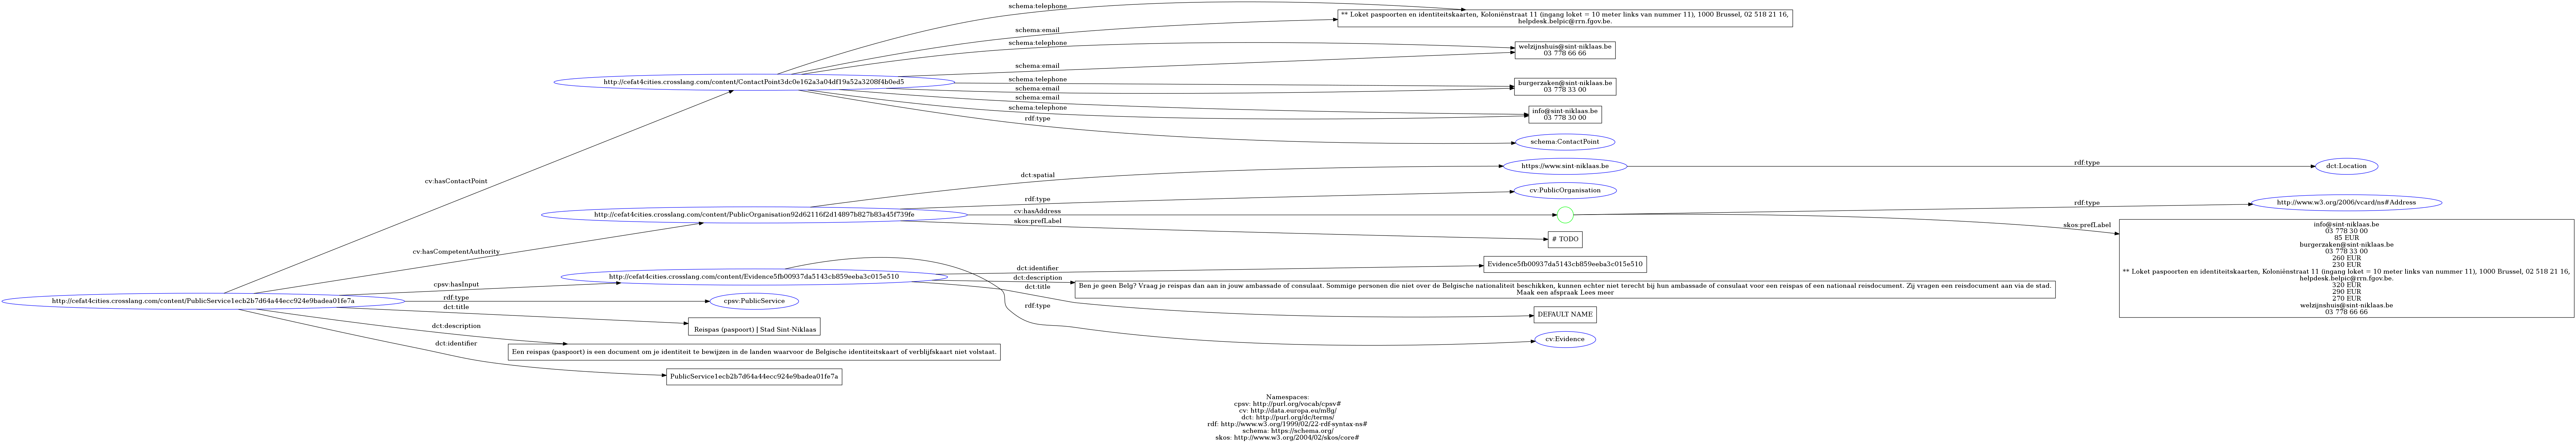 schema:telephone
** Loket paspoorten en identiteitskaarten, Koloniënstraat 11 (ingang loket = 10 meter links van nummer 11), 1000 Brussel, 02 518 21 16,
helpdesk.belpic@rrn.fgov.be.
schema:email
schema:telephone
welzijnshuis@sint-niklaas.be
03 778 66 66
schema:email
http://cefat4cities.crosslang.com/content/ContactPoint3dc0e162a3a04df19a52a3208f4b0ed5
schema:telephone
burgerzaken@sint-niklaas.be
03 778 33 00
schema:email
schema:email
schema:telephone
info@sint-niklaas.be
03 778 30 00
rdf:type
schema:ContactPoint
cv:hasContactPoint
dct:spatial
https://www.sint-niklaas.be
rdf:type
dct:Location
rdf:type
cv:PublicOrganisation
http://cefat4cities.crosslang.com/content/PublicOrganisation92d62116f2d14897b827b83a45f739fe
cv:hasAddress
rdf:type
http://www.w3.org/2006/vcard/ns#Address
skos:prefLabel
# TODO
skos:prefLabel
info@sint-niklaas.be
03 778 30 00
85 EUR
burgerzaken@sint-niklaas.be
03 778 33 00
260 EUR
230 EUR
** Loket paspoorten en identiteitskaarten, Koloniënstraat 11 (ingang loket = 10 meter links van nummer 11), 1000 Brussel, 02 518 21 16,
helpdesk.belpic@rrn.fgov.be.
320 EUR
290 EUR
270 EUR
welzijnshuis@sint-niklaas.be
03 778 66 66
cv:hasCompetentAuthority
http://cefat4cities.crosslang.com/content/Evidence5fb00937da5143cb859eeba3c015e510
dct:identifier
Evidence5fb00937da5143cb859eeba3c015e510
dct:description
Ben je geen Belg? Vraag je reispas dan aan in jouw ambassade of consulaat. Sommige personen die niet over de Belgische nationaliteit beschikken, kunnen echter niet terecht bij hun ambassade of consulaat voor een reispas of een nationaal reisdocument. Zij vragen een reisdocument aan via de stad.
Maak een afspraak Lees meer
dct:title
DEFAULT NAME
rdf:type
cv:Evidence
http://cefat4cities.crosslang.com/content/PublicService1ecb2b7d64a44ecc924e9badea01fe7a
cpsv:hasInput
rdf:type
cpsv:PublicService
dct:title
Reispas (paspoort) | Stad Sint-Niklaas
dct:description
Een reispas (paspoort) is een document om je identiteit te bewijzen in de landen waarvoor de Belgische identiteitskaart of verblijfskaart niet volstaat.
dct:identifier
PublicService1ecb2b7d64a44ecc924e9badea01fe7a
Namespaces:
cpsv: http://purl.org/vocab/cpsv#
cv: http://data.europa.eu/m8g/
dct: http://purl.org/dc/terms/
rdf: http://www.w3.org/1999/02/22-rdf-syntax-ns#
schema: https://schema.org/
skos: http://www.w3.org/2004/02/skos/core#